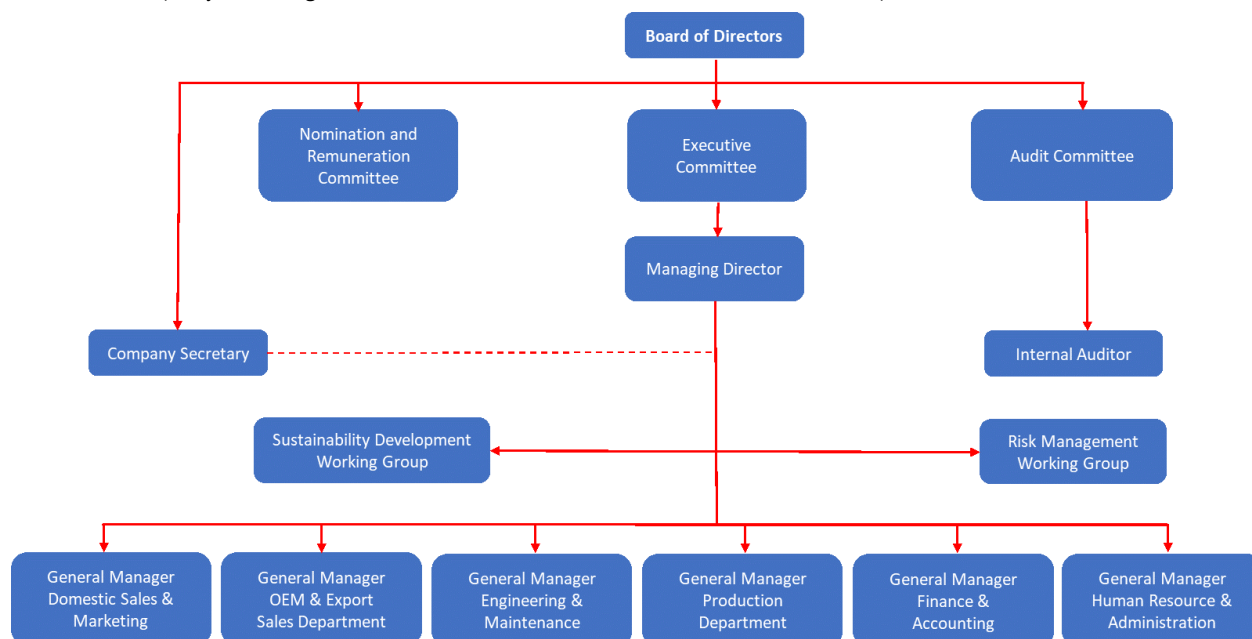 Board of Directors
Nomination and
Remuneration
Committee
Executive
Committee
Audit Committee
Managing Director
Company Secretary
Internal Auditor
Sustainability Development
Working Group
Risk Management
Working Group
General Manager
Domestic Sales &
Marketing
General Manager
OEM & Export
Sales Department
General Manager
Engineering &
Maintenance
General Manager
Production
Department
General Manager
Finance &
Accounting
General Manager
Human Resource &
Administration